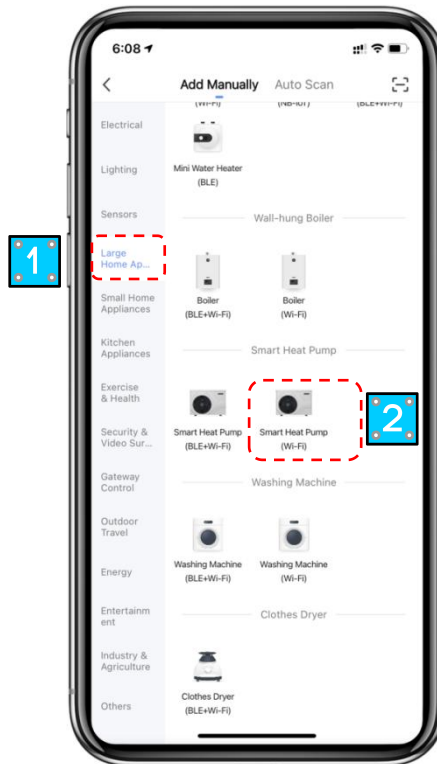 6:08
Add Manually Auto Scan
(Wi-Fi) (NB-IoT) (BLE+Wi-Fi)
Electrical
Mini Water Heater
(BLE)
Lighting
Sensors
Wall-hung Boiler
1
Large
Home Ap...
Boiler
(BLE+Wi-Fi)
Boiler
(Wi-Fi)
Small Home
Appliances
Kitchen
Appliances
Smart Heat Pump
Exercise
& Health
Smart Heat Pump
(BLE+Wi-Fi)
Smart Heat Pump
(Wi-Fi)
2
Security &
Video Sur...
Gateway
Control
Washing Machine
Outdoor
Travel
Washing Machine
(BLE+Wi-Fi)
Washing Machine
(Wi-Fi)
Energy
Entertainm
ent
Clothes Dryer
Industry &
Agriculture
Clothes Dryer
(BLE+Wi-Fi)
Others